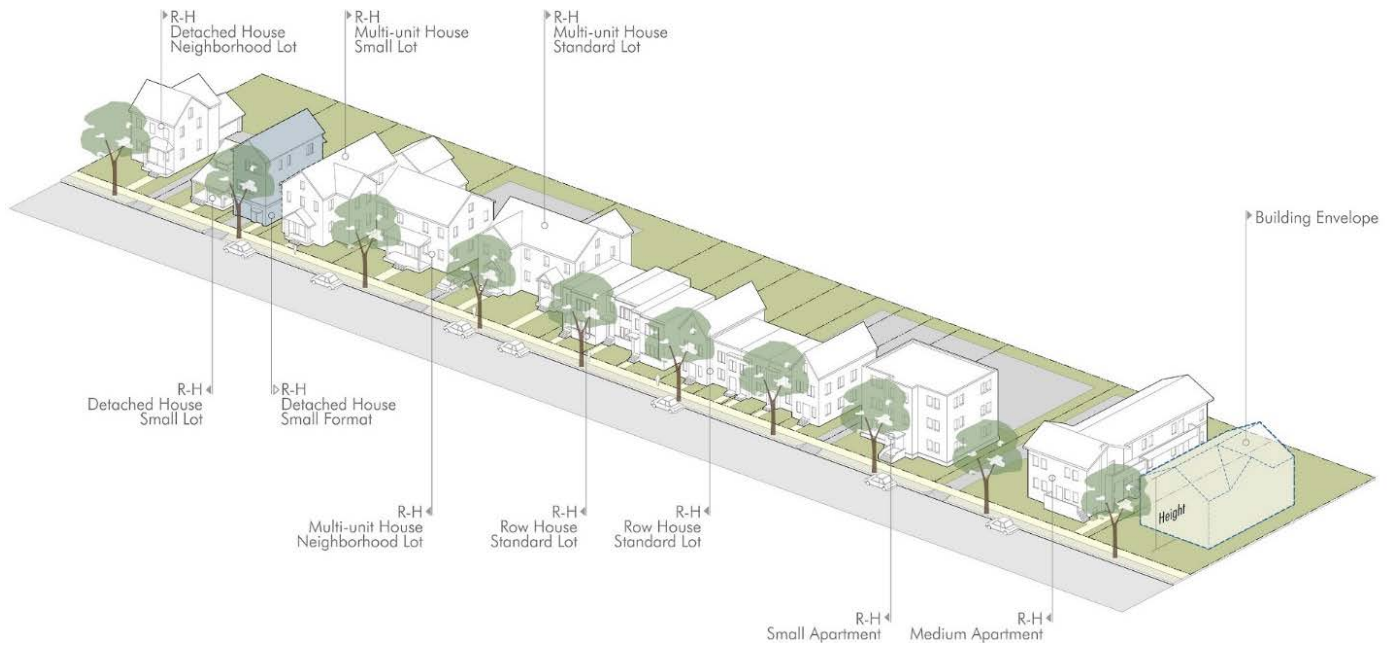 R-H
Detached House
Neighborhood Lot
R-H
Multi-unit House
Small Lot
R-H
Multi-unit House
Standard Lot
Building Envelope
R-H
Detached House
Small Lot
R-H
Detached House
Small Format
R-H
Multi-unit House
Neighborhood Lot
R-H
Row House
Standard Lot
R-H
Row House
Standard Lot
Height
R-H
Small Apartment
R-H
Medium Apartment